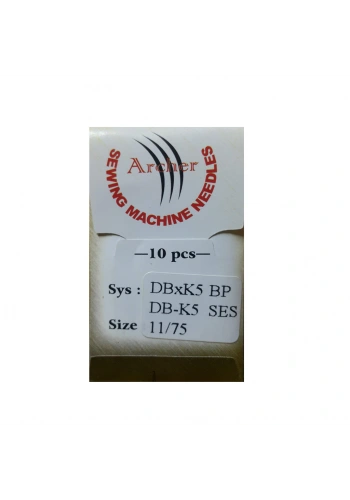 Archer
SEWING MACHINE NEEDLES
—10 pcs—
Sys : DBxK5 BP
DB-K5 SES
Size 11/75